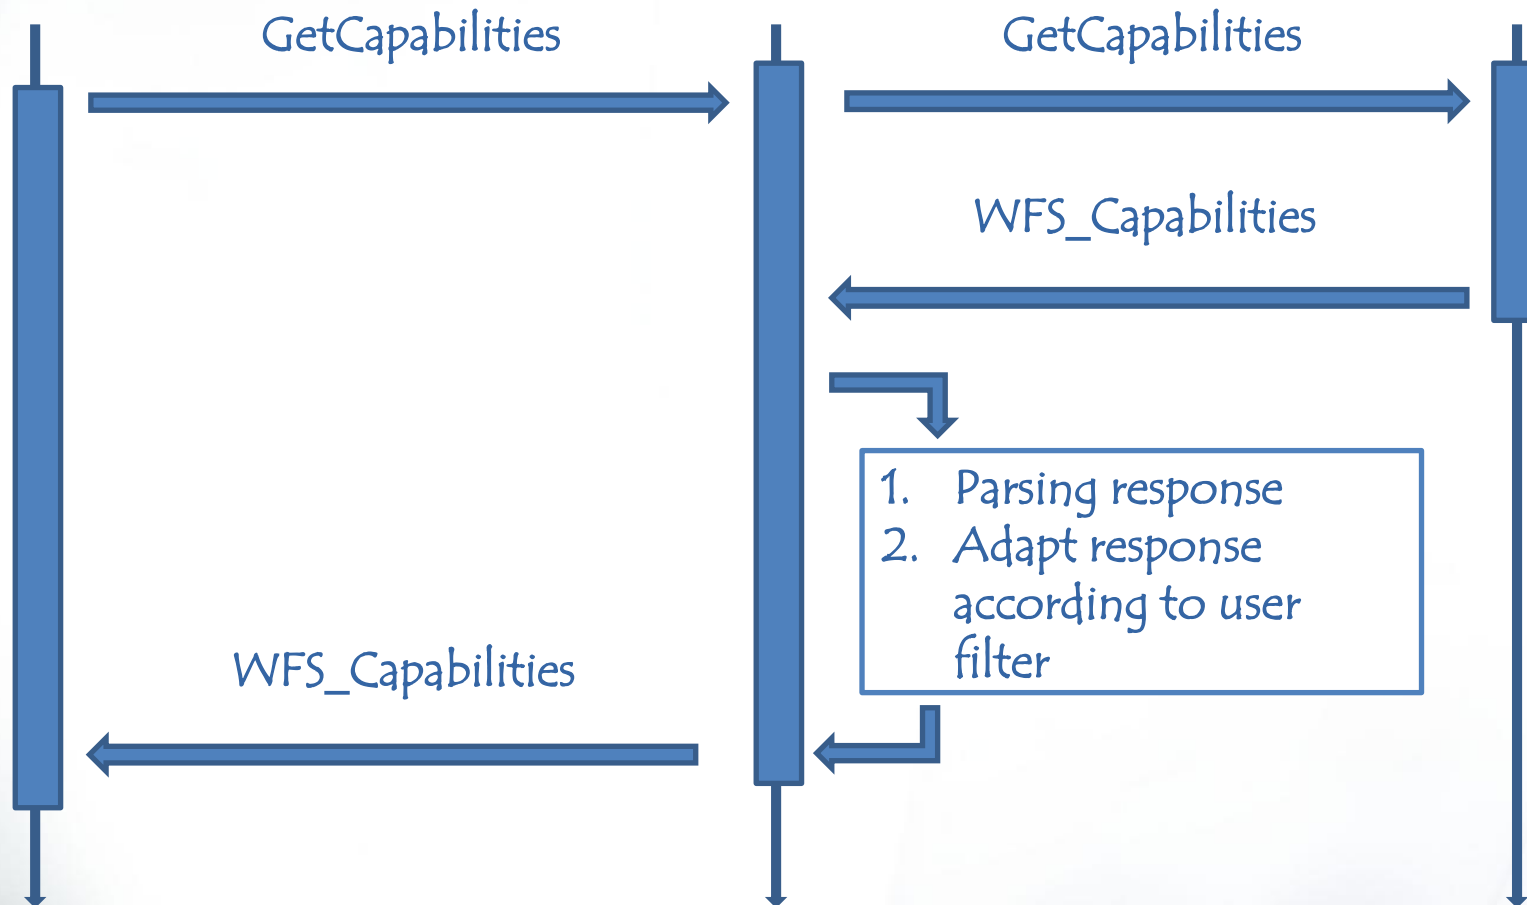 GetCapabilities
GetCapabilities
WFS_Capabilities
1. Parsing response
2. Adapt response
according to user
filter
WFS_Capabilities